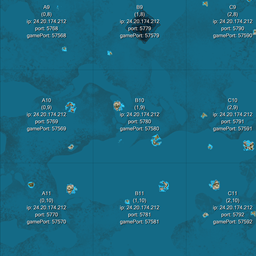 A9
(0,8)
ip: 24.20.174.212
port: 5768
gamePort: 57568
B9
(1,8)
ip: 24.20.174.212
port: 5779
gamePort: 57579
C9
(2,8)
ip: 24.20.174.212
port: 5790
gamePort: 57590
A10
(0,9)
ip: 24.20.174.212
port: 5769
gamePort: 57569
B10
(1,9)
ip: 24.20.174.212
port: 5780
gamePort: 57580
C10
(2,9)
ip: 24.20.174.212
port: 5791
gamePort: 57591
A11
(0,10)
ip: 24.20.174.212
port: 5770
gamePort: 57570
B11
(1,10)
ip: 24.20.174.212
port: 5781
gamePort: 57581
C11
(2,10)
ip: 24.20.174.212
port: 5792
gamePort: 57592